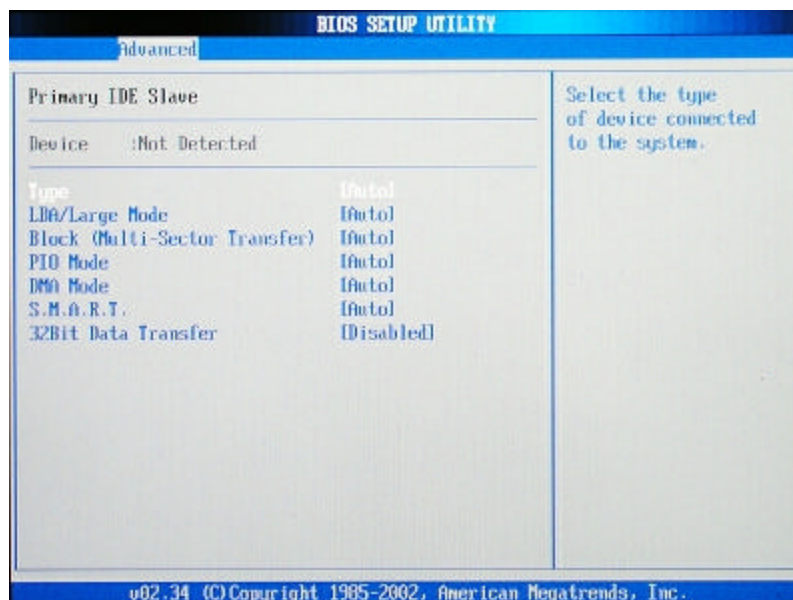 BIOS SETUP UTILITY
Advanced
Primary IDE Slave
Device :Not Detected
Type [Auto]
LBA/Large Mode [Auto]
Block (Multi-Sector Transfer) [Auto]
PIO Mode [Auto]
DMA Mode [Auto]
S.M.A.R.T. [Auto]
32Bit Data Transfer [Disabled]
Select the type
of device connected
to the system.
v02.34 (C)Copyright 1985-2002, American Megatrends, Inc.